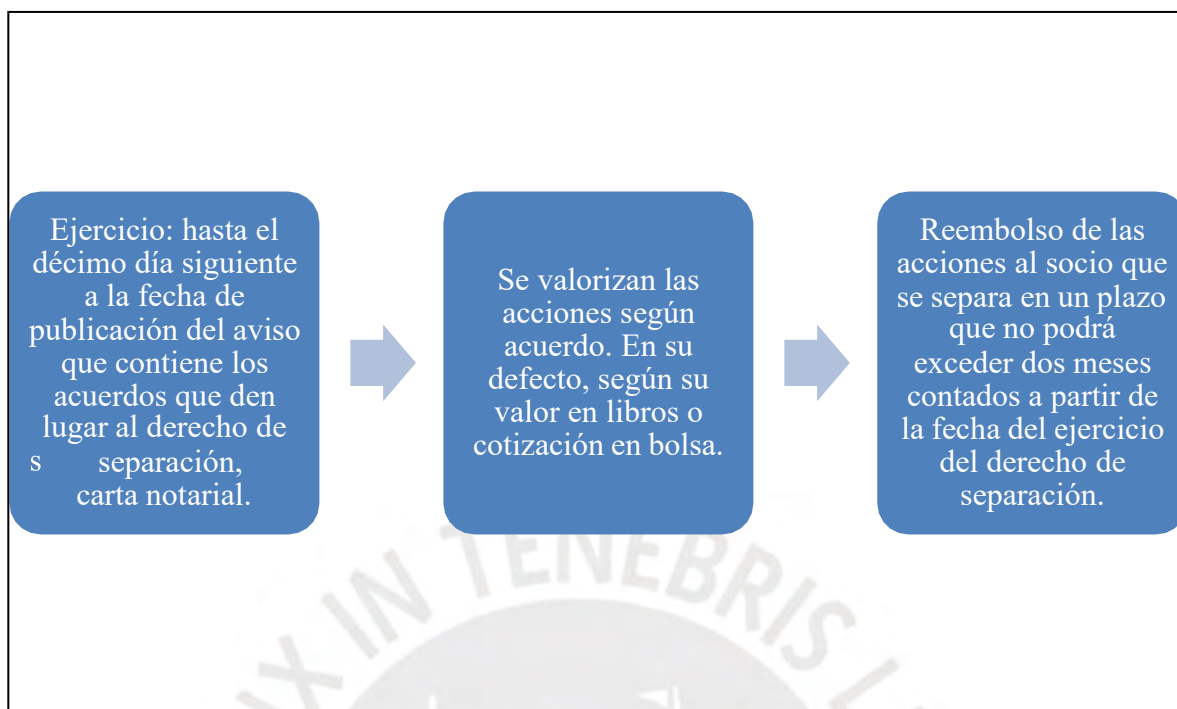 Ejercicio: hasta el
décimo día siguiente
a la fecha de
publicación del aviso
que contiene los
acuerdos que den
lugar al derecho de
s separación,
carta notarial.
Se valorizan las
acciones según
acuerdo. En su
defecto, según su
valor en libros o
cotización en bolsa.
Reembolso de las
acciones al socio que
se separa en un plazo
que no podrá
exceder dos meses
contados a partir de
la fecha del ejercicio
del derecho de
separación.
IN TENEBRIS